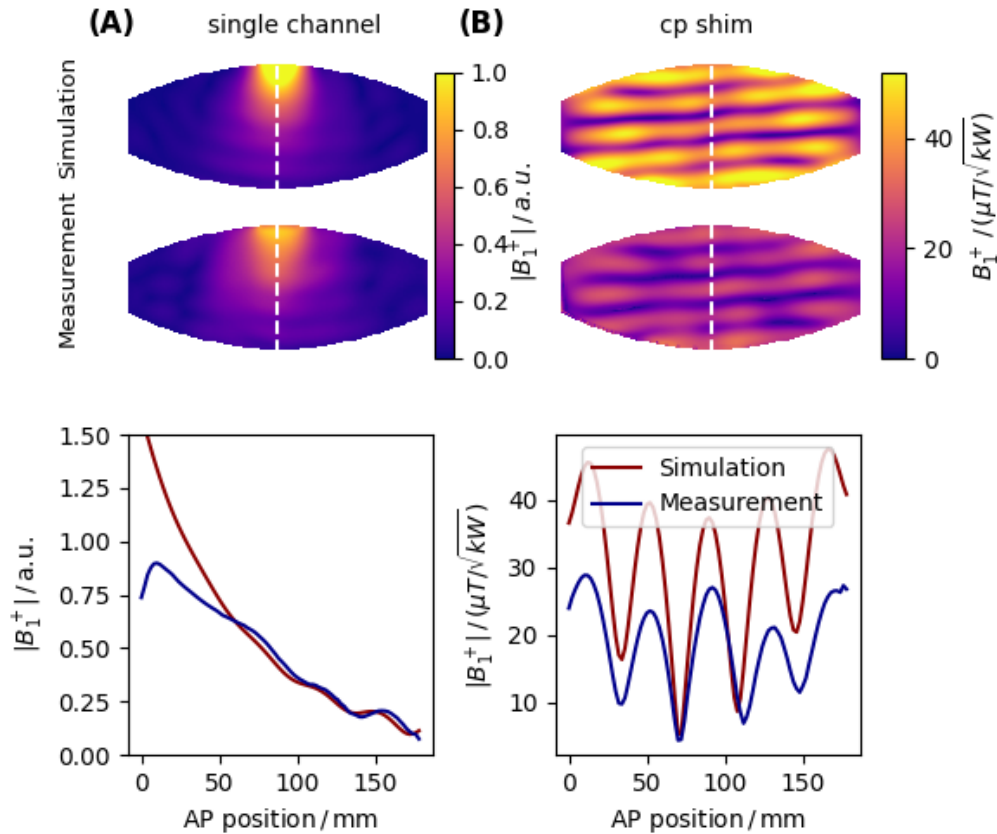 (A) single channel (B) cp shim
Simulation
Measurement
1.0
0.8
0.6
0.4
0.2
0.0
|B₁⁺| / a.u.
40
20
0
B₁⁺ / (μT/√kW)
1.50
1.25
1.00
0.75
0.50
0.25
0.00
|B₁⁺| / a.u.
0 50 100 150
AP position / mm
Simulation
Measurement
40
30
20
10
|B₁⁺| / (μT/√kW)
0 50 100 150
AP position / mm